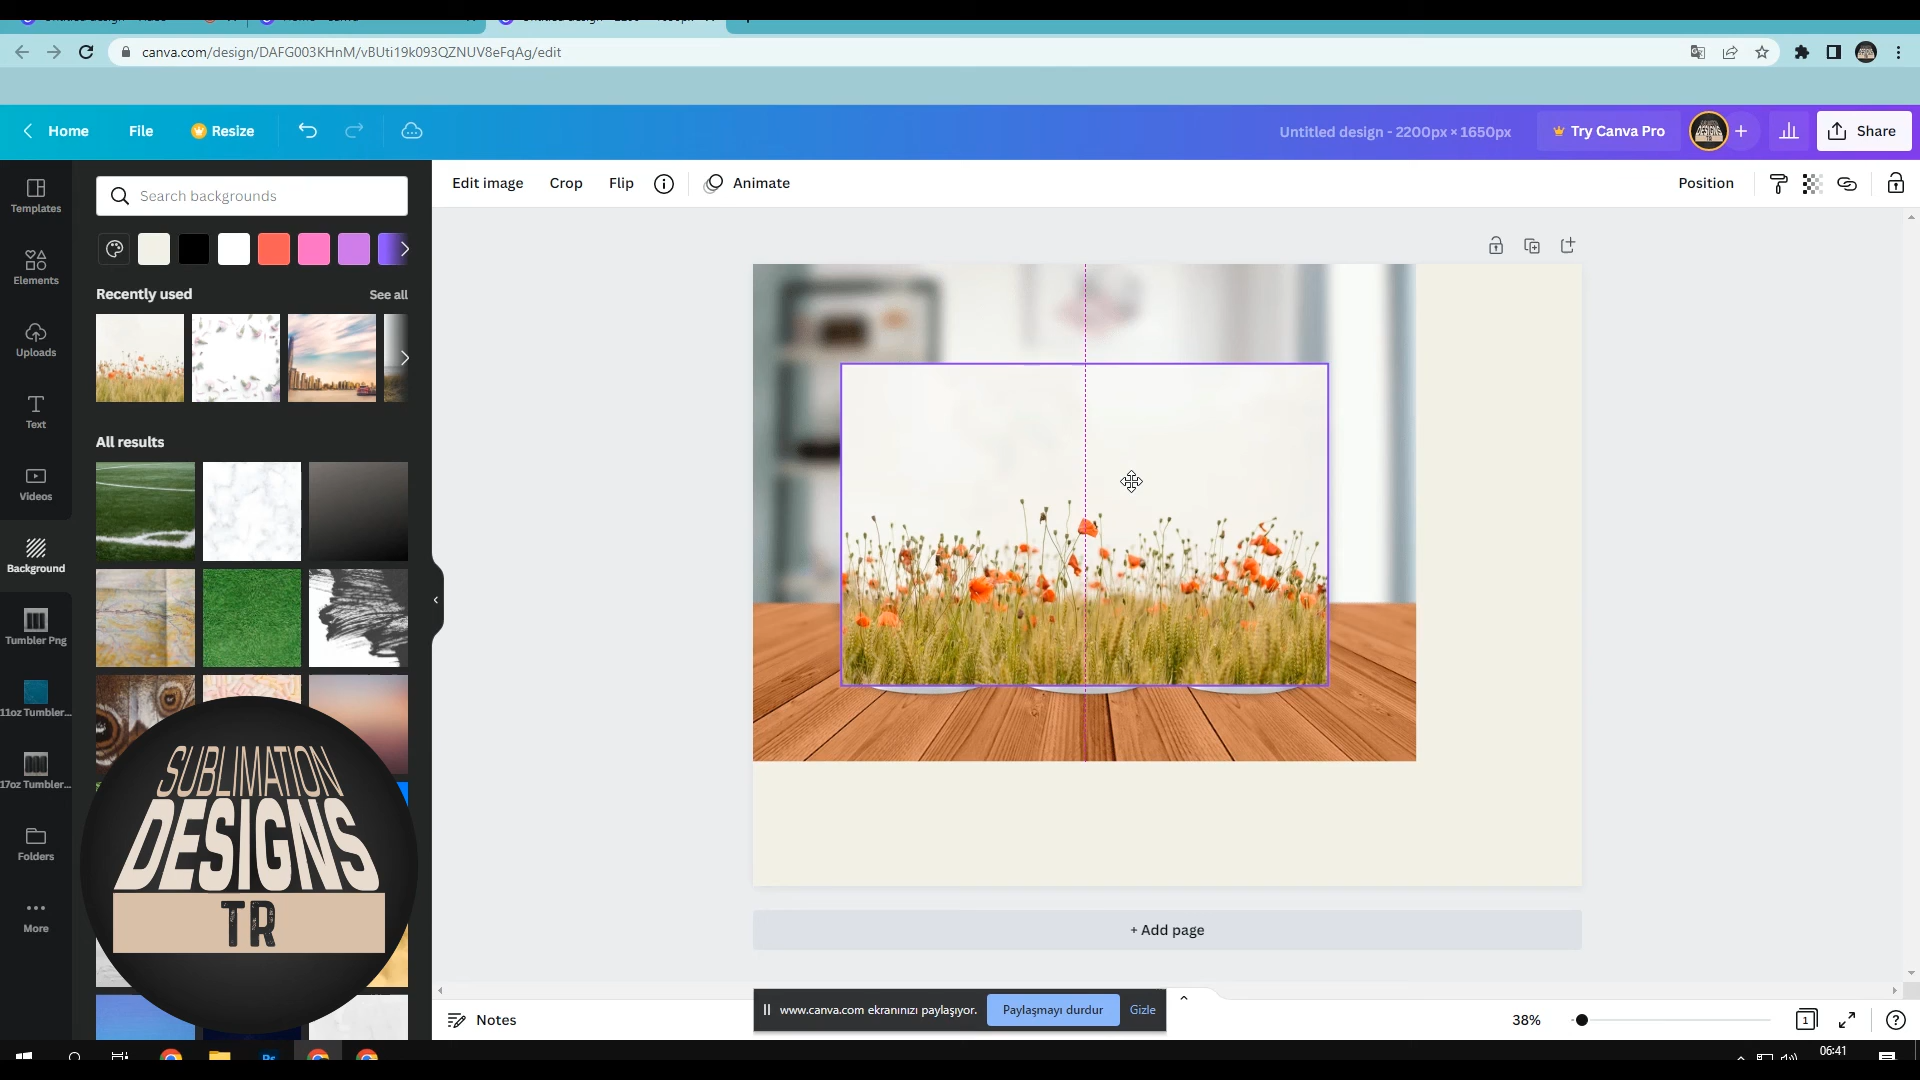 canva.com/design/DAFG003KHnM/vBUti19k093QZNUV8eFqAg/edit
Home
File
Resize
Untitled design - 2200px × 1650px
Try Canva Pro
Share
Templates
Elements
Uploads
Text
Videos
Background
Tumbler Png
11oz Tumbler...
17oz Tumbler...
Folders
More
Search backgrounds
Recently used
See all
All results
SUBLIMATION
DESIGNS
TR
Edit image
Crop
Flip
Animate
Position
+ Add page
Notes
www.canva.com ekranınızı paylaşıyor.
Paylaşmayı durdur
Gizle
38%
1
06:41